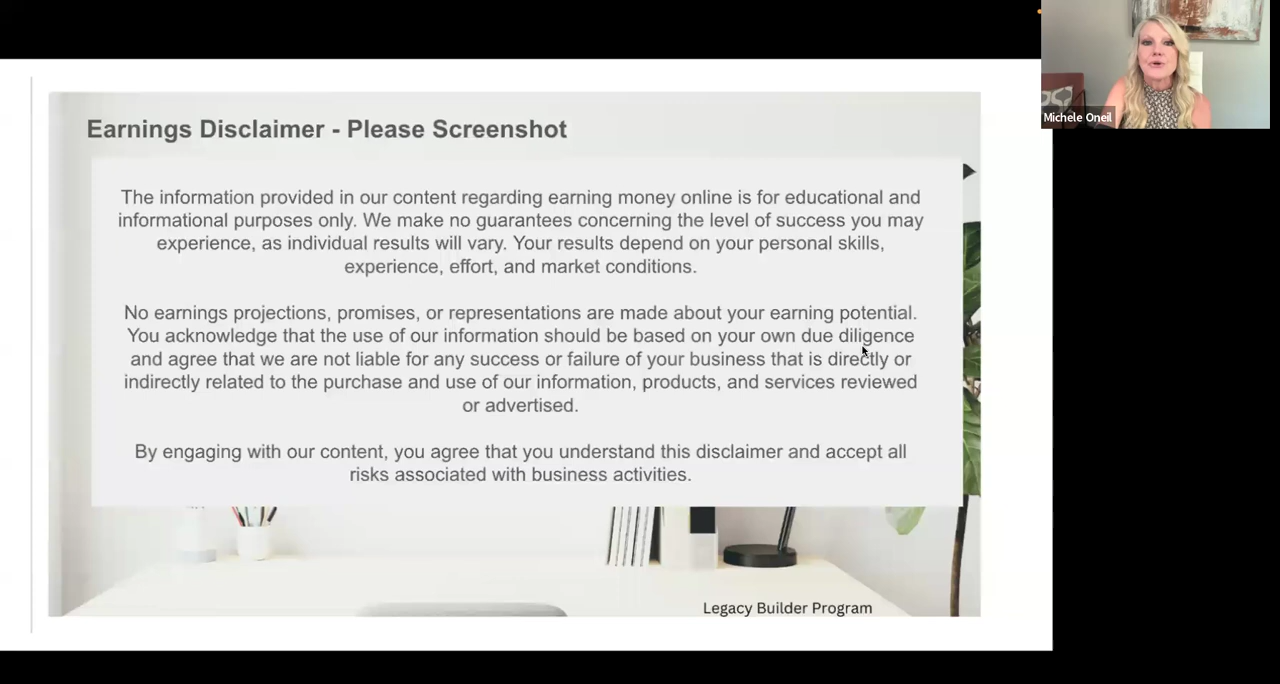 Michele Oneil
Earnings Disclaimer - Please Screenshot
The information provided in our content regarding earning money online is for educational and
informational purposes only. We make no guarantees concerning the level of success you may
experience, as individual results will vary. Your results depend on your personal skills,
experience, effort, and market conditions.
No earnings projections, promises, or representations are made about your earning potential.
You acknowledge that the use of our information should be based on your own due diligence
and agree that we are not liable for any success or failure of your business that is directly or
indirectly related to the purchase and use of our information, products, and services reviewed
or advertised.
By engaging with our content, you agree that you understand this disclaimer and accept all
risks associated with business activities.
Legacy Builder Program